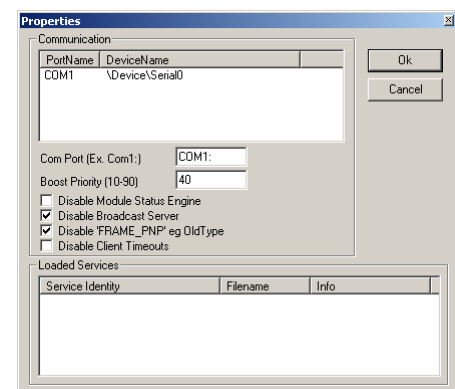 Properties
Communication
PortName DeviceName
COM1 \Device\Serial0
Ok
Cancel
Com Port (Ex. Com1:) COM1:
Boost Priority (10-90) 40
Disable Module Status Engine
Disable Broadcast Server
Disable 'FRAME_PNP' eg OldType
Disable Client Timeouts
Loaded Services
Service Identity Filename Info